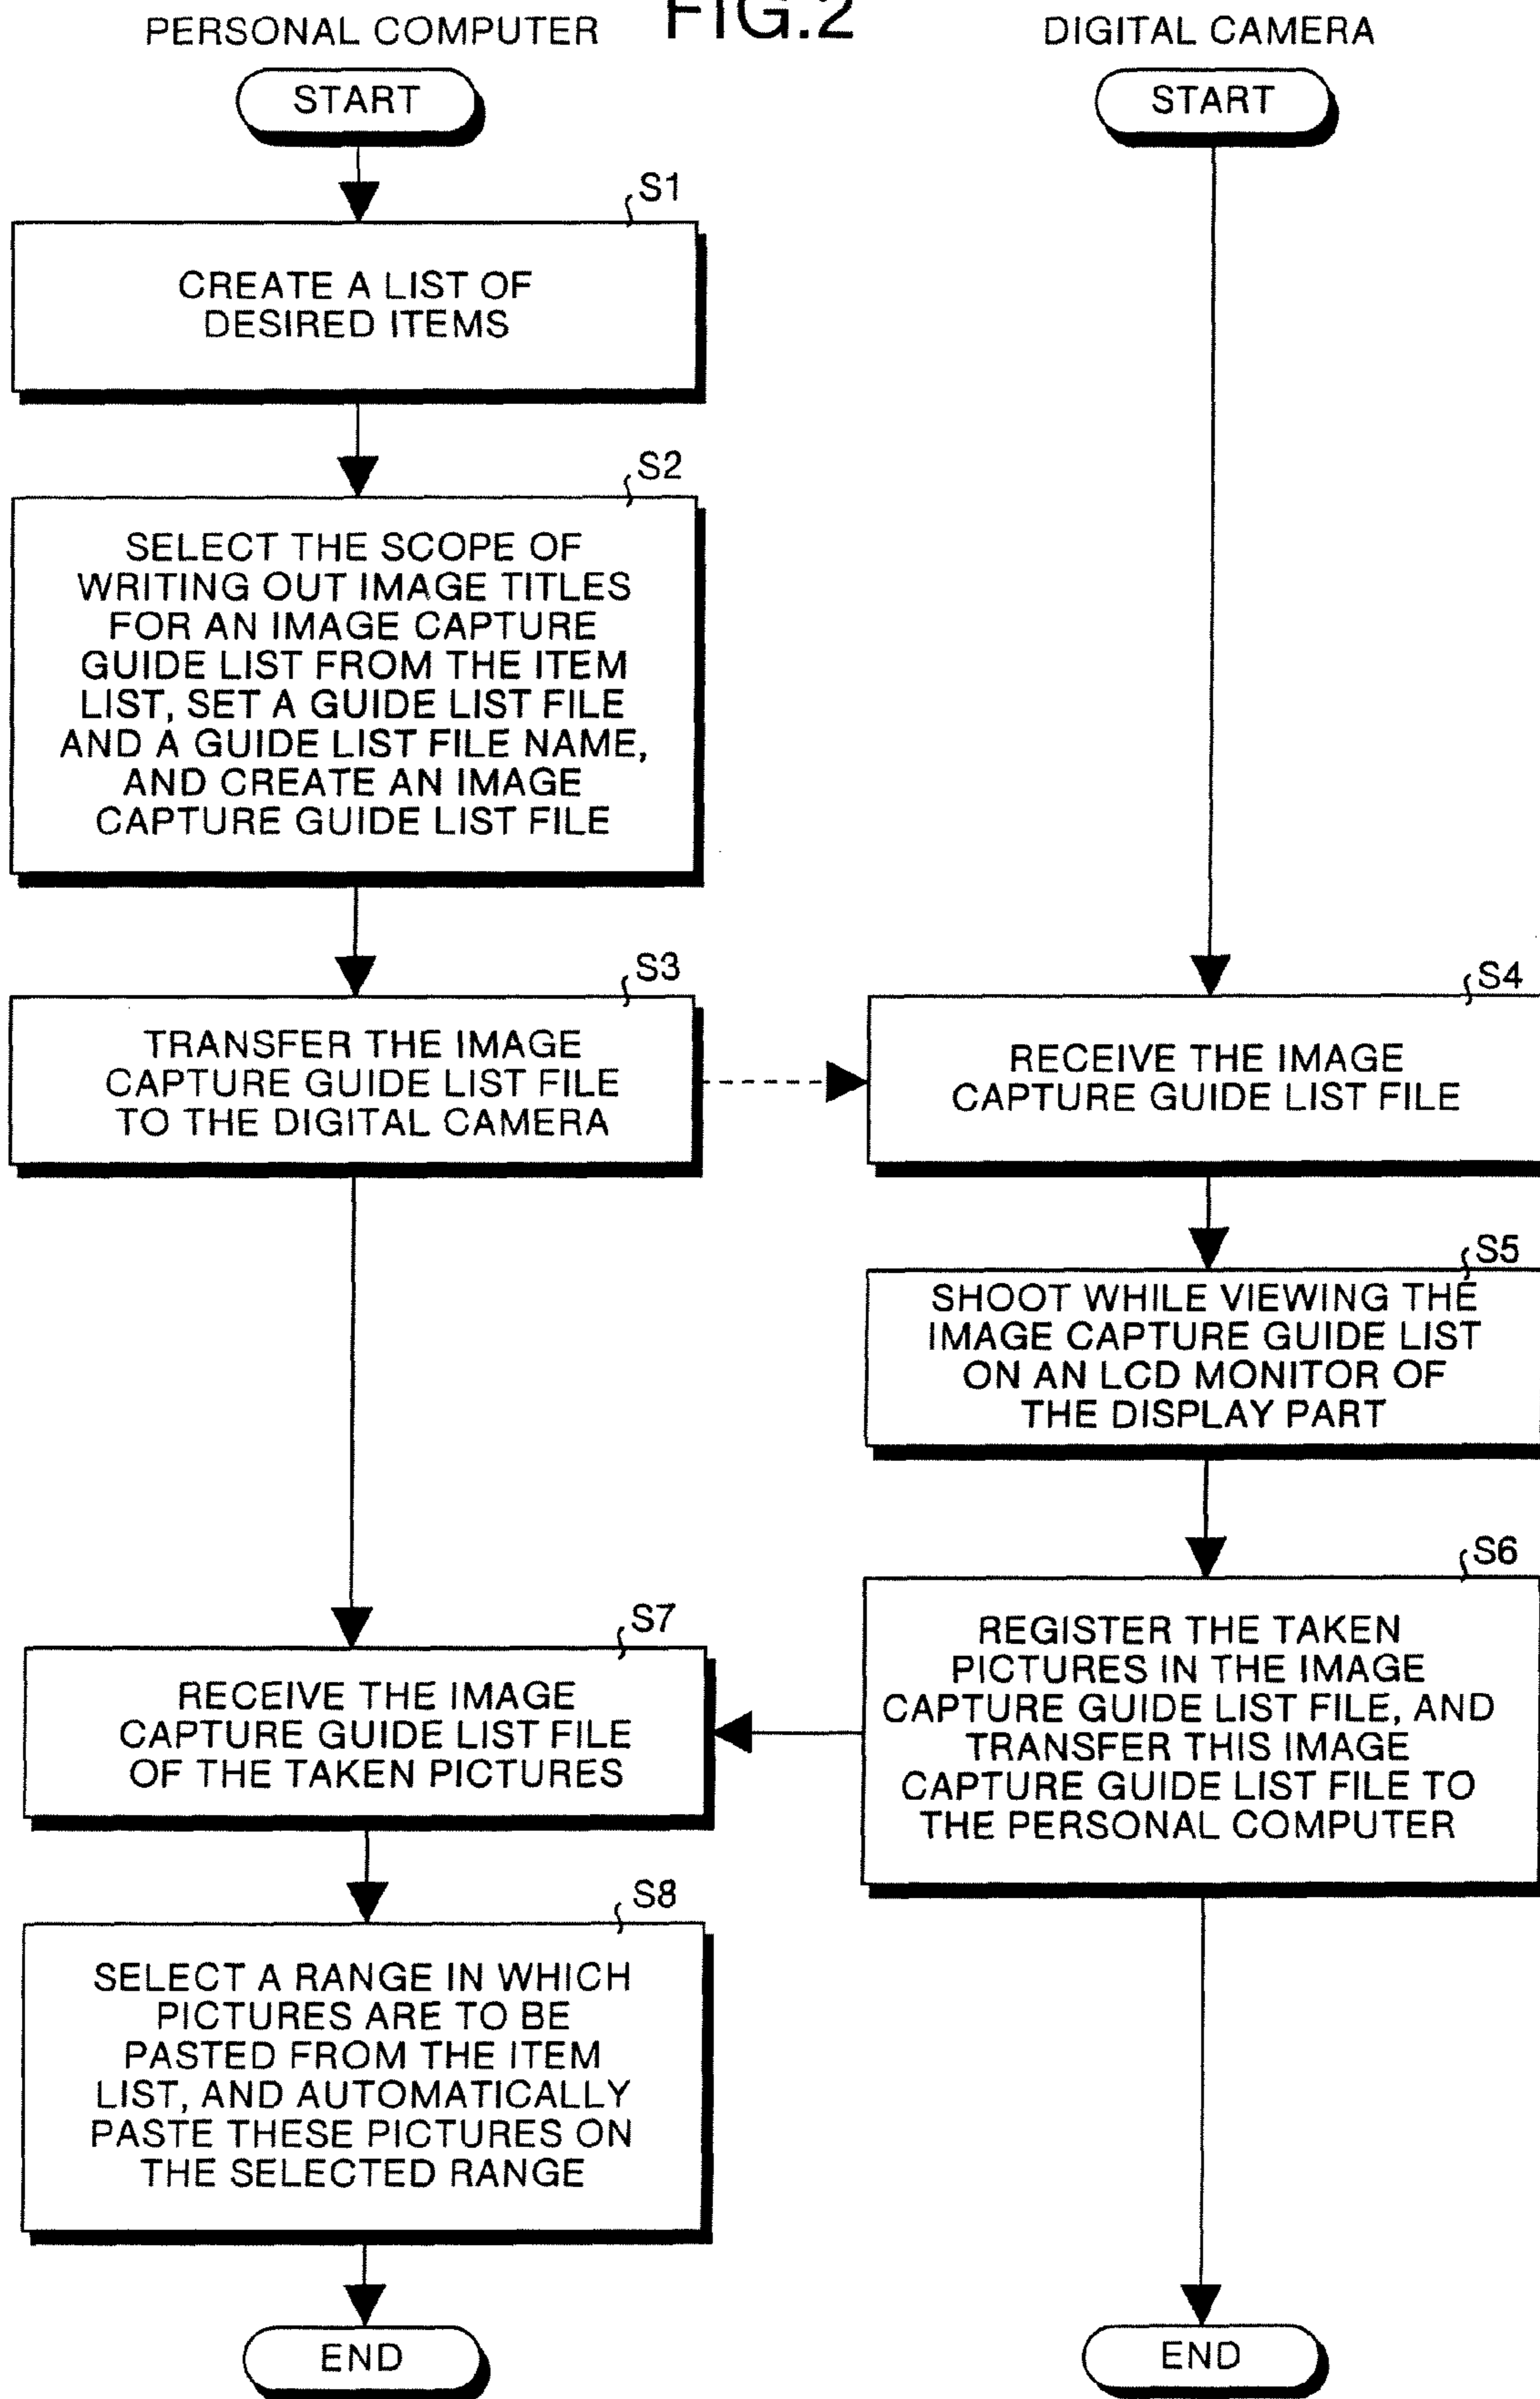 FIG.2
PERSONAL COMPUTER
START
S1
CREATE A LIST OF
DESIRED ITEMS
S2
SELECT THE SCOPE OF
WRITING OUT IMAGE TITLES
FOR AN IMAGE CAPTURE
GUIDE LIST FROM THE ITEM
LIST, SET A GUIDE LIST FILE
AND A GUIDE LIST FILE NAME,
AND CREATE AN IMAGE
CAPTURE GUIDE LIST FILE
S3
TRANSFER THE IMAGE
CAPTURE GUIDE LIST FILE
TO THE DIGITAL CAMERA
DIGITAL CAMERA
START
S4
RECEIVE THE IMAGE
CAPTURE GUIDE LIST FILE
S5
SHOOT WHILE VIEWING THE
IMAGE CAPTURE GUIDE LIST
ON AN LCD MONITOR OF
THE DISPLAY PART
S6
REGISTER THE TAKEN
PICTURES IN THE IMAGE
CAPTURE GUIDE LIST FILE, AND
TRANSFER THIS IMAGE
CAPTURE GUIDE LIST FILE TO
THE PERSONAL COMPUTER
END
S7
RECEIVE THE IMAGE
CAPTURE GUIDE LIST FILE
OF THE TAKEN PICTURES
S8
SELECT A RANGE IN WHICH
PICTURES ARE TO BE
PASTED FROM THE ITEM
LIST, AND AUTOMATICALLY
PASTE THESE PICTURES ON
THE SELECTED RANGE
END